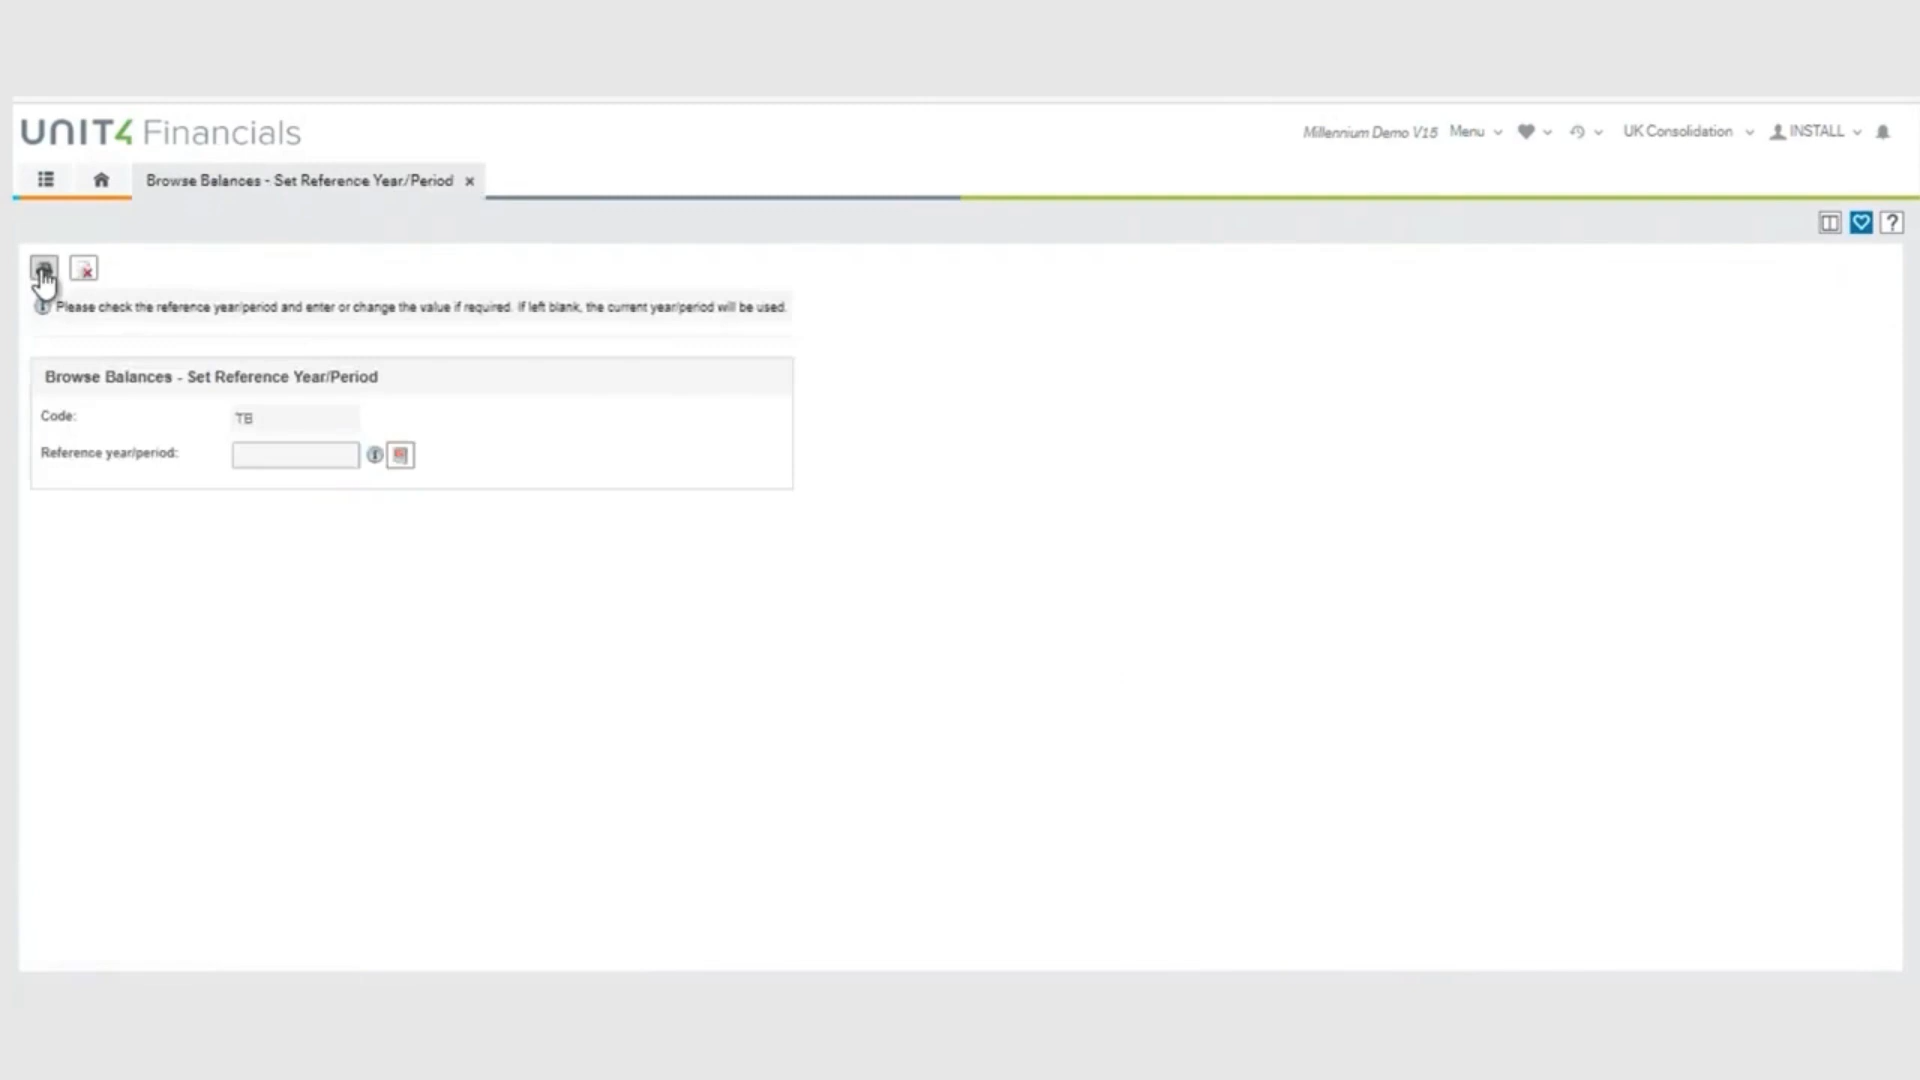 UNIT4 Financials
Millennium Demo V15 Menu UK Consolidation INSTALL
Browse Balances - Set Reference Year/Period x
?
Please check the reference year/period and enter or change the value if required. If left blank, the current year/period will be used.
Browse Balances - Set Reference Year/Period
Code: TB
Reference year/period: